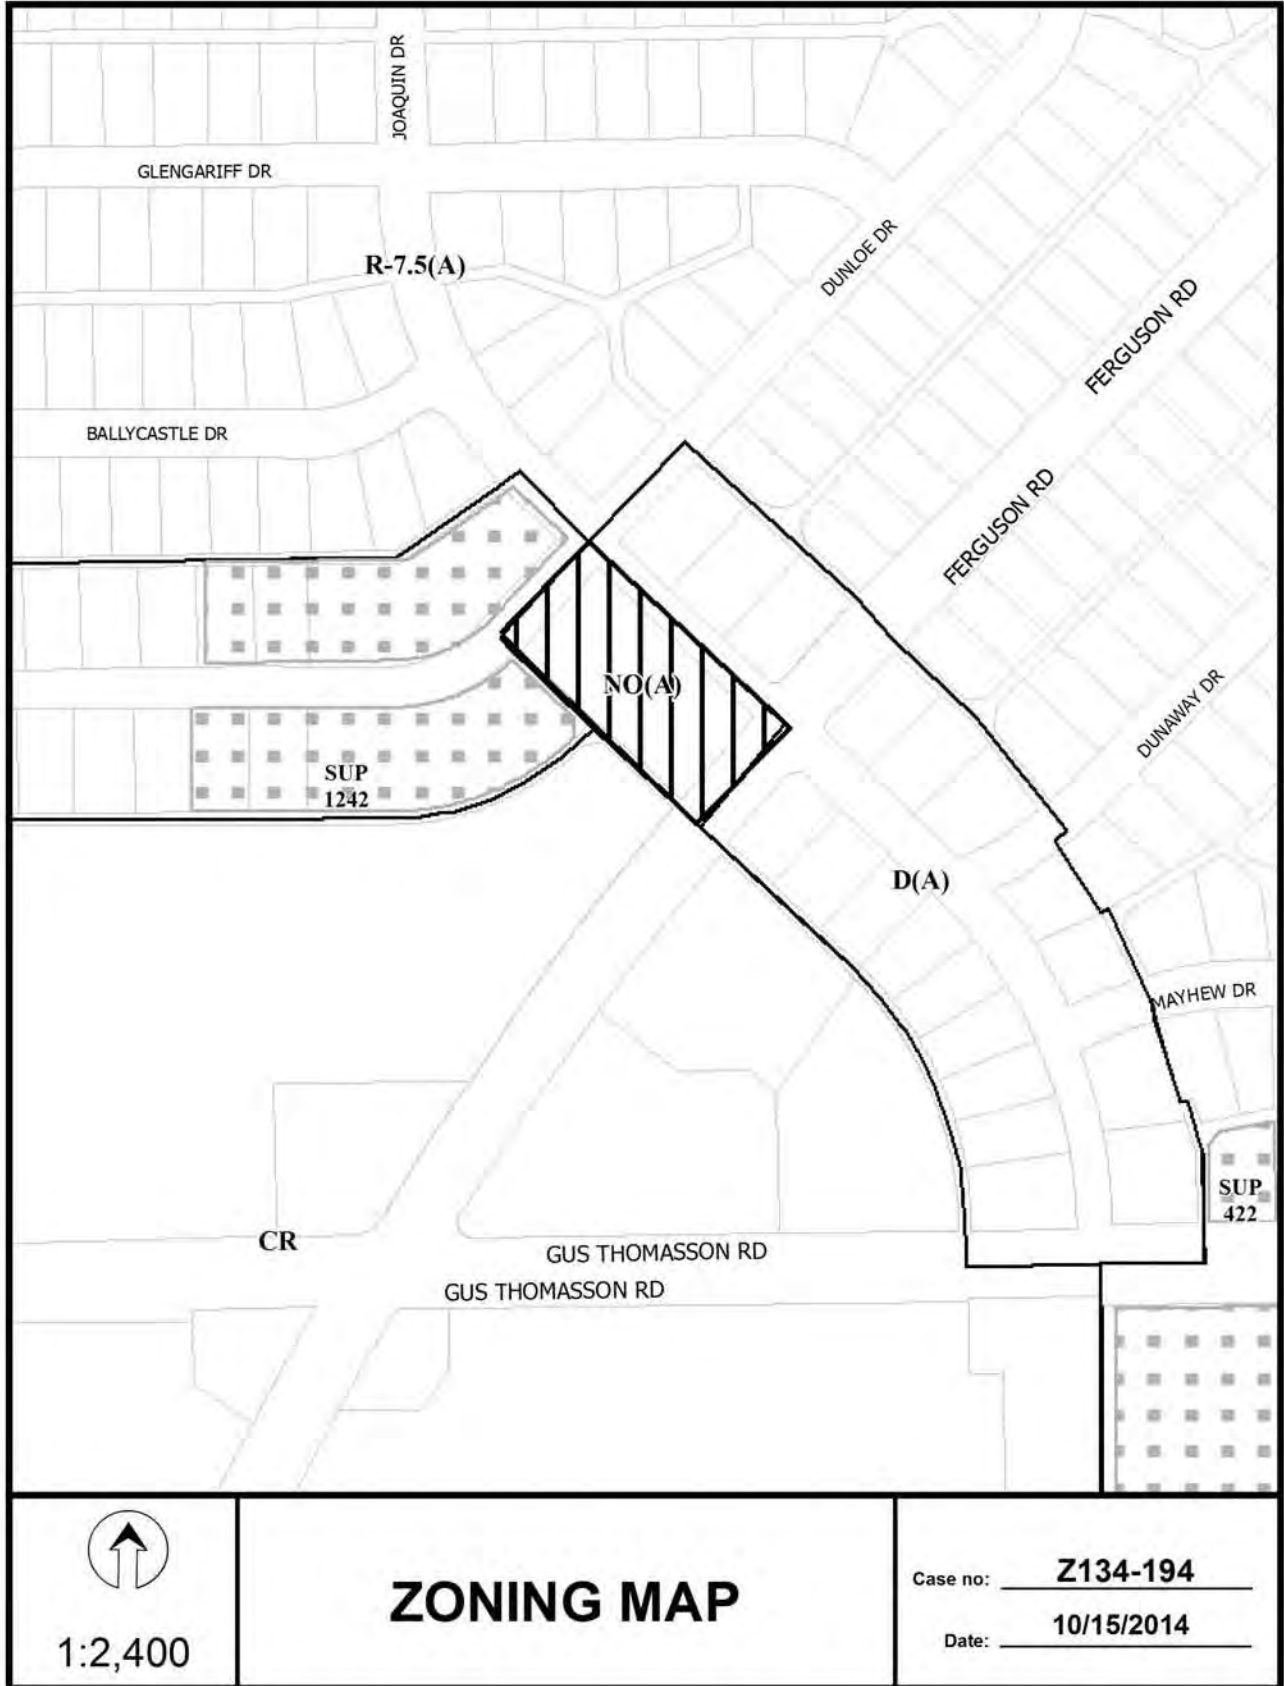 JOAQUIN DR
GLENGARIFF DR
DUNLOE DR
R-7.5(A)
FERGUSON RD
BALLYCASTLE DR
FERGUSON RD
NO(A)
DUNAWAY DR
SUP
1242
D(A)
MAYHEW DR
SUP
422
CR
GUS THOMASSON RD
GUS THOMASSON RD
1:2,400
ZONING MAP
Case no: Z134-194
Date: 10/15/2014